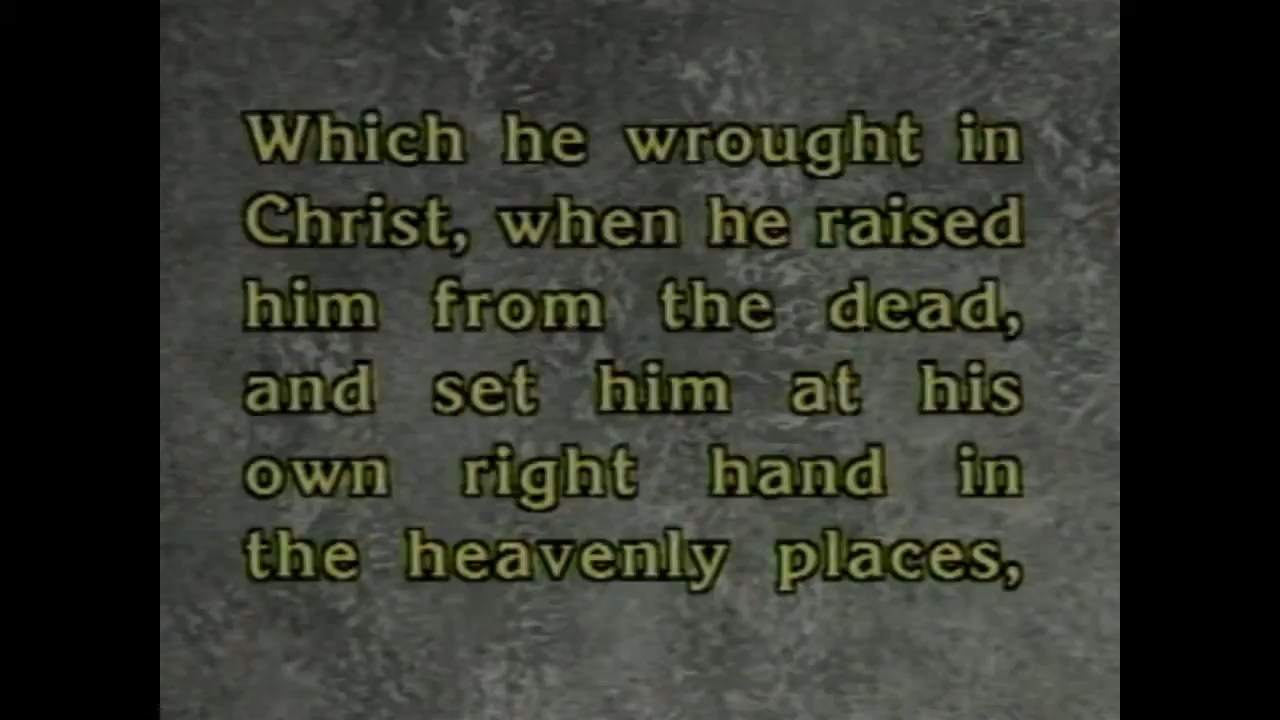 Which he wrought in
Christ, when he raised
him from the dead,
and set him at his
own right hand in
the heavenly places,